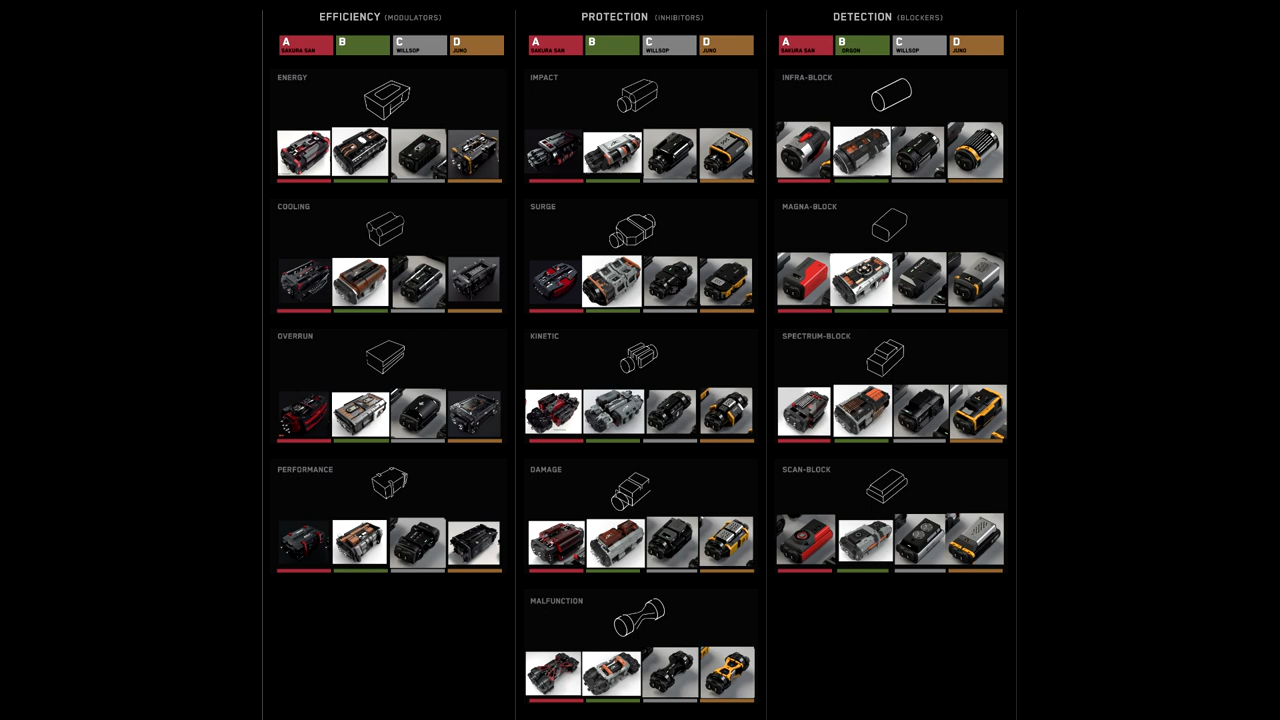 EFFICIENCY (MODULATORS)
A
SAKURA SAN
B
C
WILLSOP
D
JUNO
ENERGY
COOLING
OVERRUN
PERFORMANCE
PROTECTION (INHIBITORS)
A
SAKURA SAN
B
C
WILLSOP
D
JUNO
IMPACT
SURGE
KINETIC
DAMAGE
MALFUNCTION
DETECTION (BLOCKERS)
A
SAKURA SAN
B
ORGON
C
WILLSOP
D
JUNO
INFRA-BLOCK
MAGNA-BLOCK
SPECTRUM-BLOCK
SCAN-BLOCK